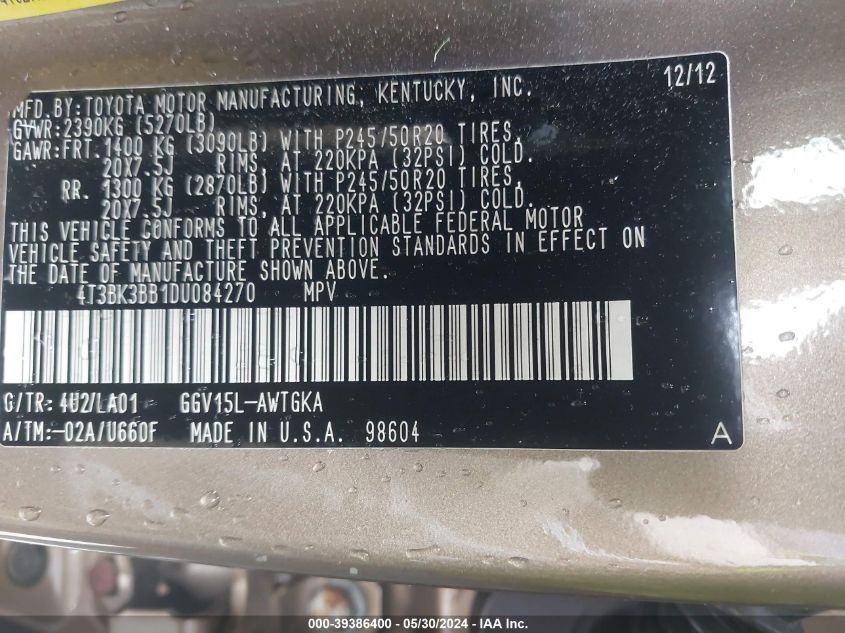 12/12
MFD. BY: TOYOTA MOTOR MANUFACTURING, KENTUCKY, INC.
GVWR: 2390KG (5270LB)
GAWR: FRT. 1400 KG (3090LB) WITH P245/50R20 TIRES,
20X7.5J RIMS, AT 220KPA (32PSI) COLD.
RR. 1300 KG (2870LB) WITH P245/50R20 TIRES,
20X7.5J RIMS, AT 220KPA (32PSI) COLD.
THIS VEHICLE CONFORMS TO ALL APPLICABLE FEDERAL MOTOR
VEHICLE SAFETY AND THEFT PREVENTION STANDARDS IN EFFECT ON
THE DATE OF MANUFACTURE SHOWN ABOVE.
4T3BK3BB1DU084270 MPV
C/TR: 4U2/LA01 GGV15L-AWTGKA
A/TM: -02A/U660F MADE IN U.S.A. 98604 A
000-39386400 - 05/30/2024 - IAA Inc.